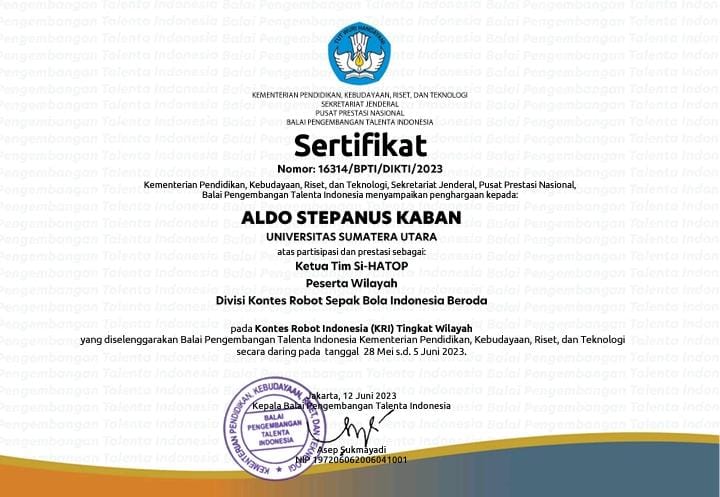 TUT WURI HANDAYANI
KEMENTERIAN PENDIDIKAN, KEBUDAYAAN, RISET, DAN TEKNOLOGI
SEKRETARIAT JENDERAL
PUSAT PRESTASI NASIONAL
BALAI PENGEMBANGAN TALENTA INDONESIA
Sertifikat
Nomor: 16314/BPTI/DIKTI/2023
Kementerian Pendidikan, Kebudayaan, Riset, dan Teknologi, Sekretariat Jenderal, Pusat Prestasi Nasional,
Balai Pengembangan Talenta Indonesia menyampaikan penghargaan kepada:
ALDO STEPANUS KABAN
UNIVERSITAS SUMATERA UTARA
atas partisipasi dan prestasi sebagai:
Ketua Tim Si-HATOP
Peserta Wilayah
Divisi Kontes Robot Sepak Bola Indonesia Beroda
pada Kontes Robot Indonesia (KRI) Tingkat Wilayah
yang diselenggarakan Balai Pengembangan Talenta Indonesia Kementerian Pendidikan, Kebudayaan, Riset, dan Teknologi
secara daring pada tanggal 28 Mei s.d. 5 Juni 2023.
Jakarta, 12 Juni 2023
Kepala Balai Pengembangan Talenta Indonesia
KEMENTERIAN PENDIDIKAN, KEBUDAYAAN, RISET, DAN TEKNOLOGI
BALAI
PENGEMBANGAN
TALENTA
INDONESIA
Asep Sukmayadi
NIP 197206062006041001